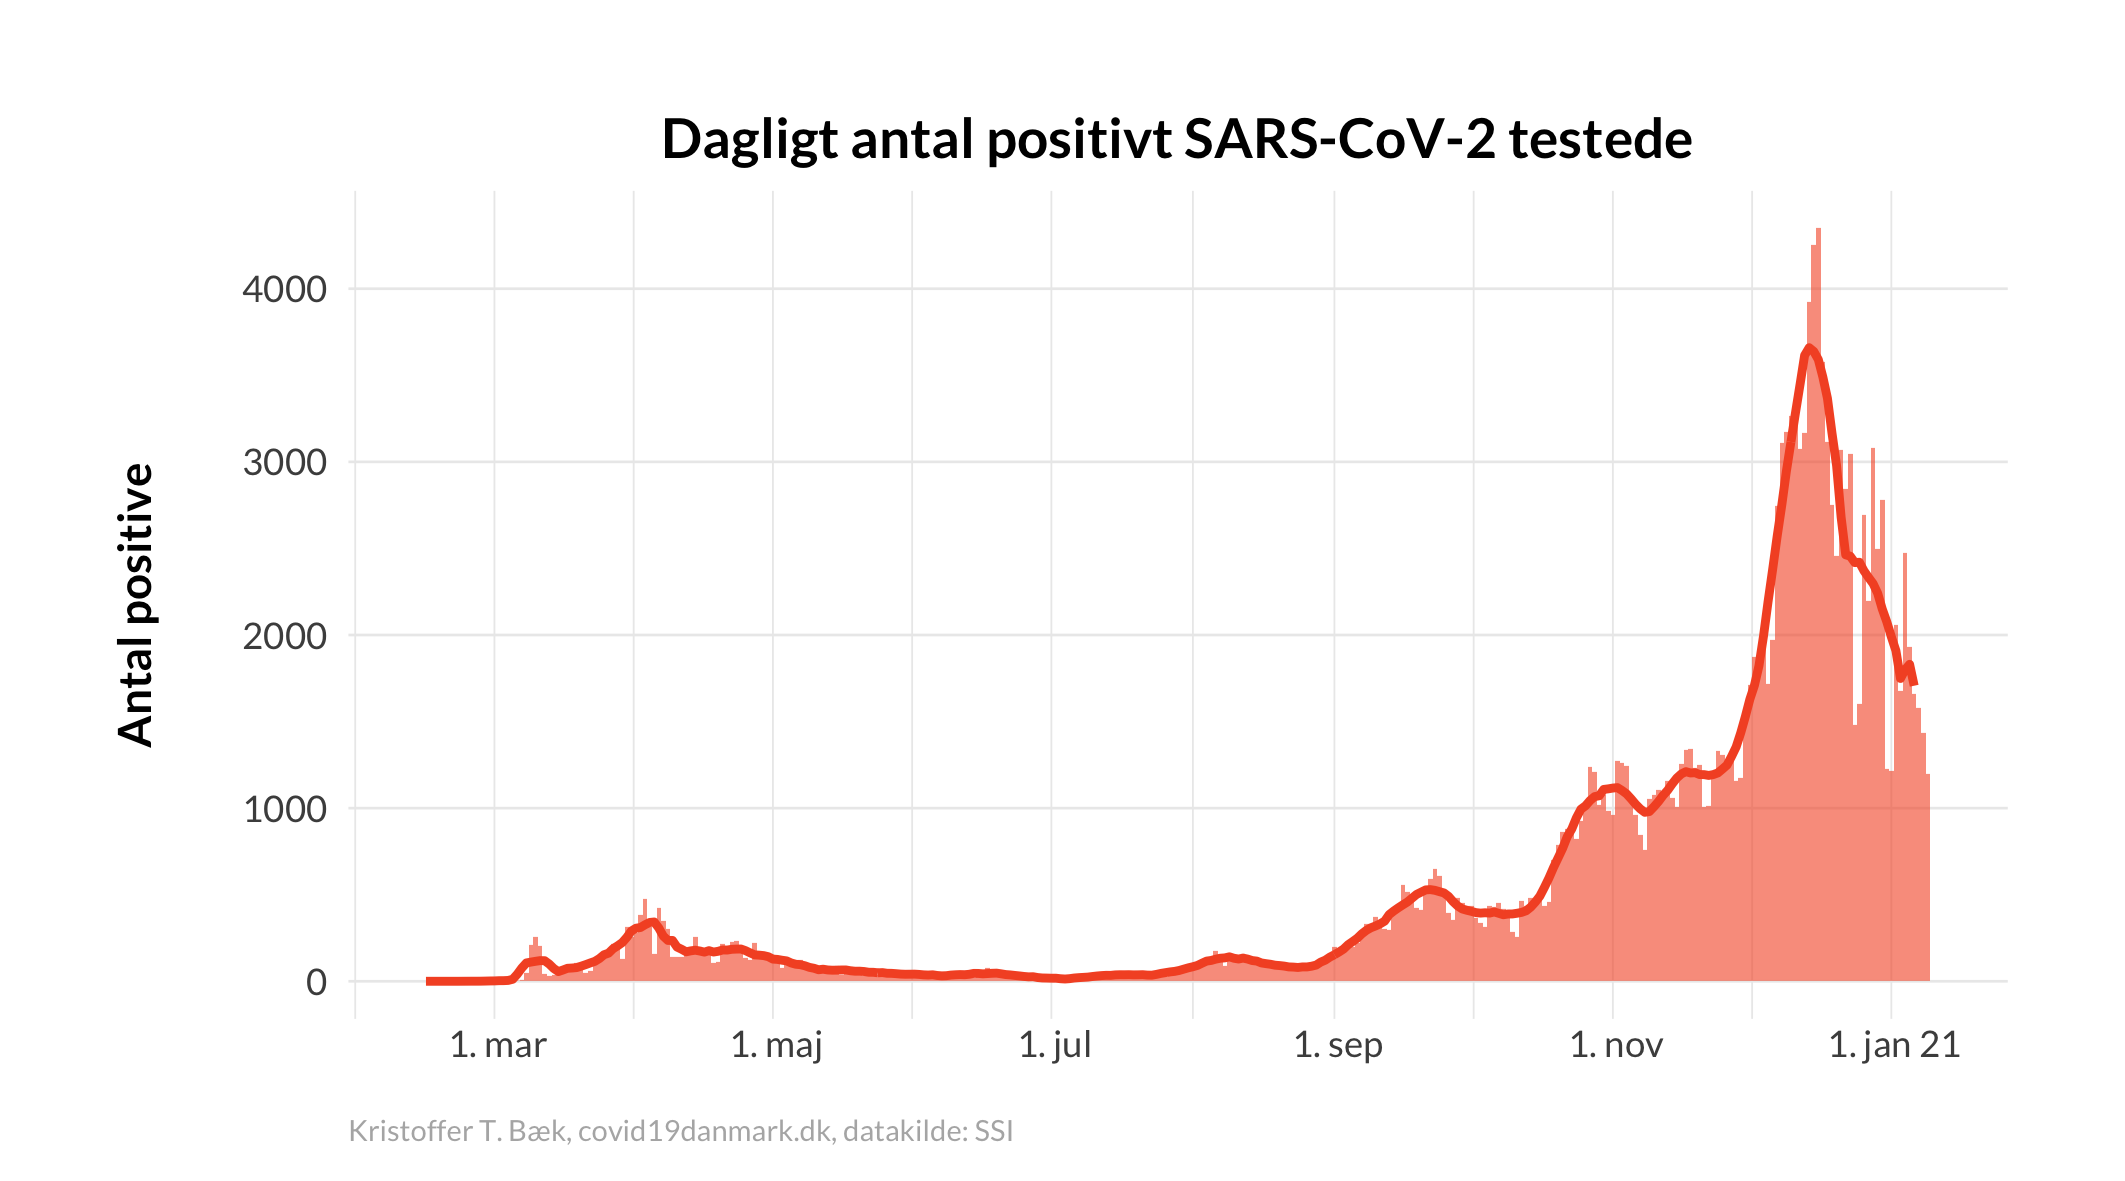 Dagligt antal positivt SARS-CoV-2 testede
Antal positive
4000
3000
2000
1000
0
1. mar
1. maj
1. jul
1. sep
1. nov
1. jan 21
Kristoffer T. Bæk, covid19danmark.dk, datakilde: SSI